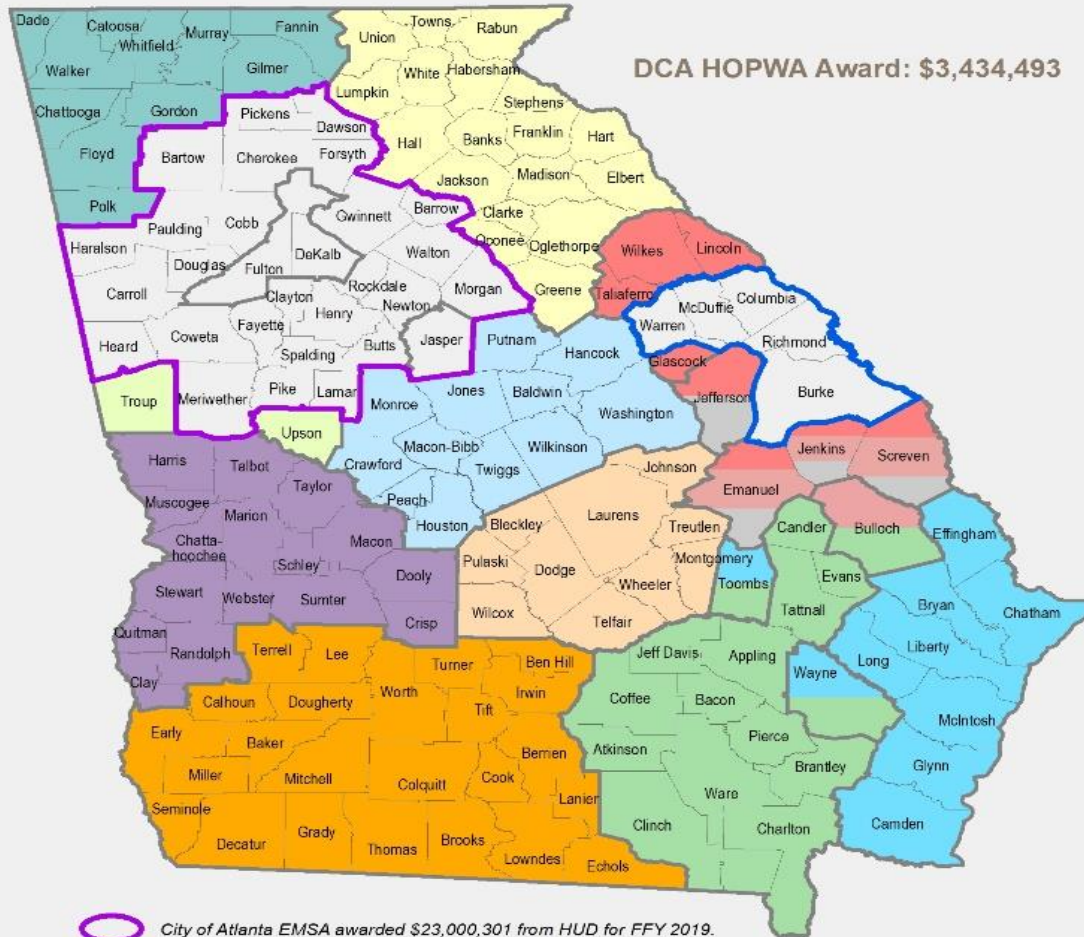 Dade
Catoosa
Whitfield
Murray
Fannin
Towns
Rabun
Union
Walker
Gilmer
White
Habersham
DCA HOPWA Award: $3,434,493
Lumpkin
Stephens
Chattooga
Gordon
Pickens
Dawson
Hall
Banks
Franklin
Hart
Floyd
Bartow
Cherokee
Forsyth
Madison
Elbert
Jackson
Polk
Gwinnett
Barrow
Clarke
Haralson
Paulding
Cobb
DeKalb
Walton
Oconee
Oglethorpe
Wilkes
Lincoln
Douglas
Fulton
Rockdale
Morgan
Greene
Taliaferro
McDuffie
Columbia
Carroll
Clayton
Henry
Newton
Warren
Richmond
Heard
Coweta
Fayette
Spalding
Butts
Jasper
Putnam
Hancock
Glascock
Troup
Meriwether
Pike
Lamar
Monroe
Jones
Baldwin
Jefferson
Burke
Upson
Washington
Harris
Talbot
Crawford
Macon-Bibb
Wilkinson
Twiggs
Jenkins
Screven
Muscogee
Taylor
Peach
Johnson
Emanuel
Marion
Houston
Bleckley
Laurens
Treutlen
Candler
Bulloch
Effingham
Chatta-
hoochee
Macon
Schley
Dooly
Pulaski
Dodge
Montgomery
Toombs
Evans
Stewart
Webster
Sumter
Wheeler
Tattnall
Bryan
Chatham
Quitman
Crisp
Wilcox
Telfair
Liberty
Randolph
Terrell
Lee
Turner
Ben Hill
Jeff Davis
Appling
Long
Clay
Wayne
Calhoun
Dougherty
Worth
Irwin
Coffee
Bacon
McIntosh
Early
Baker
Tift
Pierce
Miller
Mitchell
Colquitt
Cook
Berrien
Atkinson
Brantley
Glynn
Seminole
Lanier
Ware
Camden
Decatur
Grady
Thomas
Brooks
Lowndes
Echols
Clinch
Charlton
City of Atlanta EMSA awarded $23,000,301 from HUD for FFY 2019.